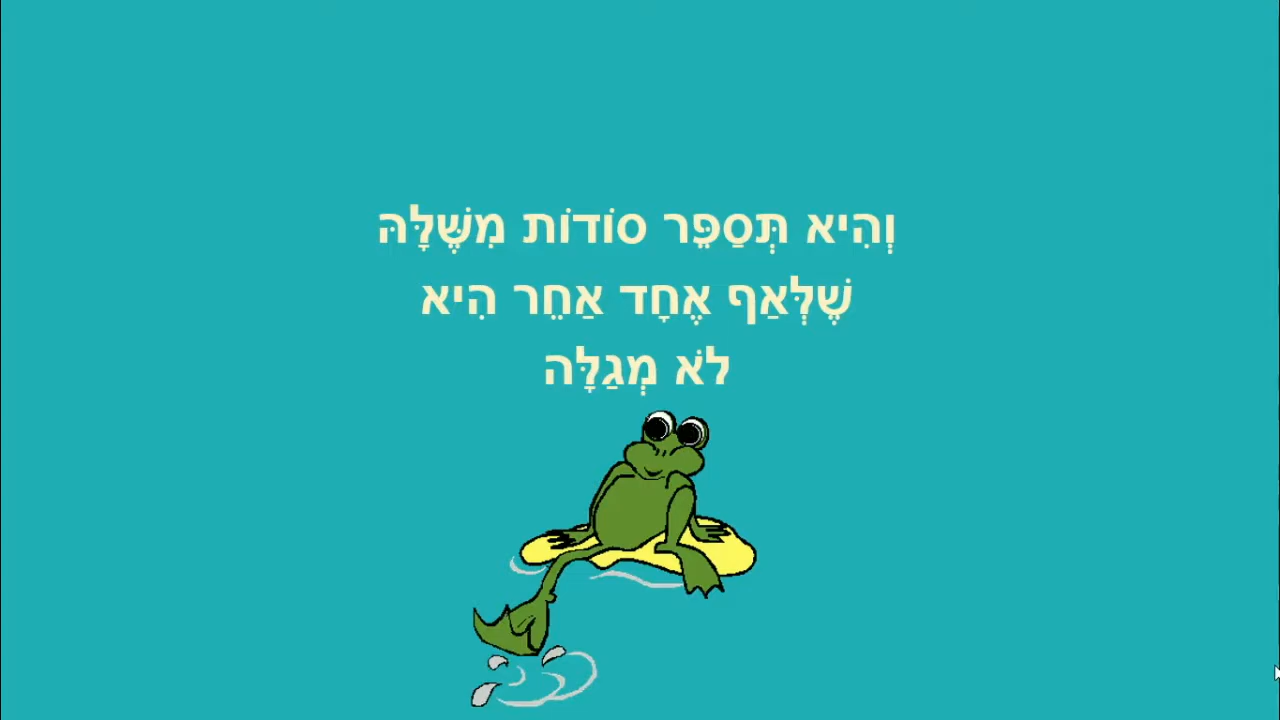 וְהִיא תְּסַפֵּר סוֹדוֹת מִשֶּׁלָּהּ
שֶׁלְּאַף אֶחָד אַחֵר הִיא
לֹא מְגַלָּה